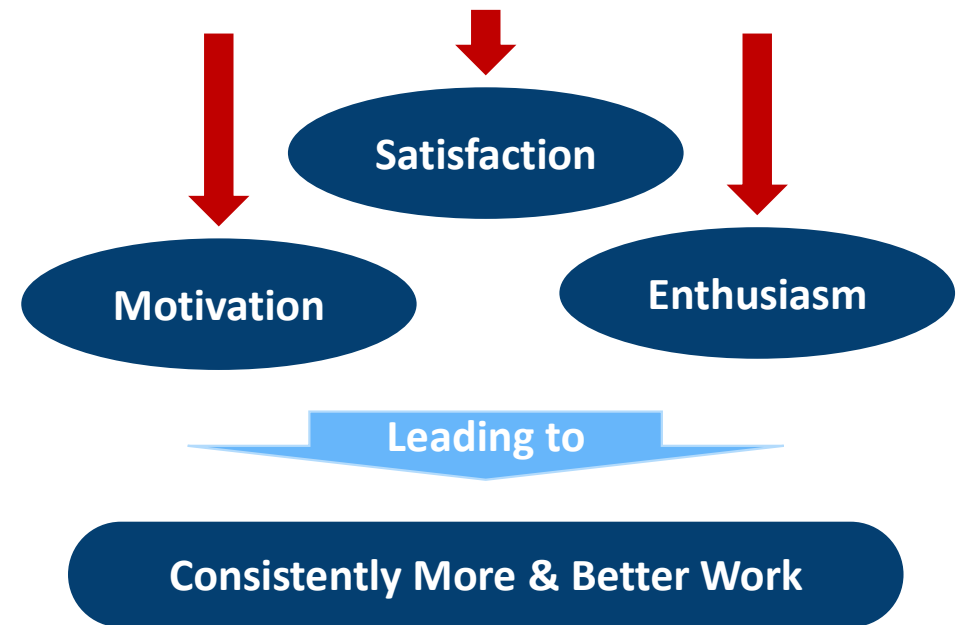 Satisfaction
Motivation
Enthusiasm
Leading to
Consistently More & Better Work